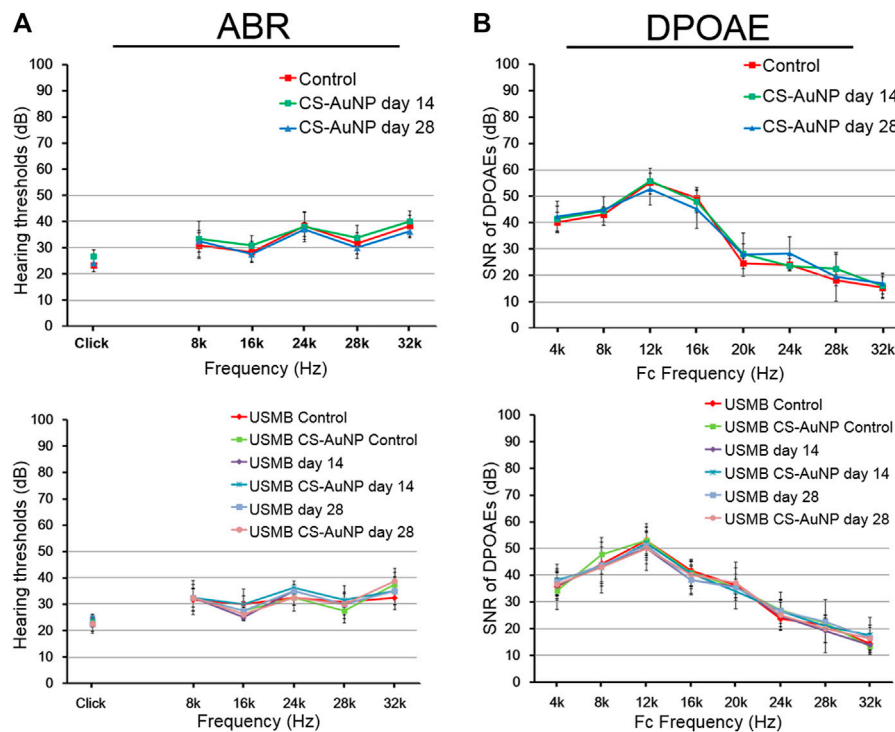 A
ABR
Hearing thresholds (dB)
100
90
80
70
60
50
40
30
20
10
0
Control
CS-AuNP day 14
CS-AuNP day 28
Click
8k
16k
24k
28k
32k
Frequency (Hz)
B
DPOAE
SNR of DPOAEs (dB)
100
90
80
70
60
50
40
30
20
10
0
Control
CS-AuNP day 14
CS-AuNP day 28
4k
8k
12k
16k
20k
24k
28k
32k
Fc Frequency (Hz)
Hearing thresholds (dB)
100
90
80
70
60
50
40
30
20
10
0
USMB Control
USMB CS-AuNP Control
USMB day 14
USMB CS-AuNP day 14
USMB day 28
USMB CS-AuNP day 28
Click
8k
16k
24k
28k
32k
Frequency (Hz)
SNR of DPOAEs (dB)
100
90
80
70
60
50
40
30
20
10
0
USMB Control
USMB CS-AuNP Control
USMB day 14
USMB CS-AuNP day 14
USMB day 28
USMB CS-AuNP day 28
4k
8k
12k
16k
20k
24k
28k
32k
Fc Frequency (Hz)